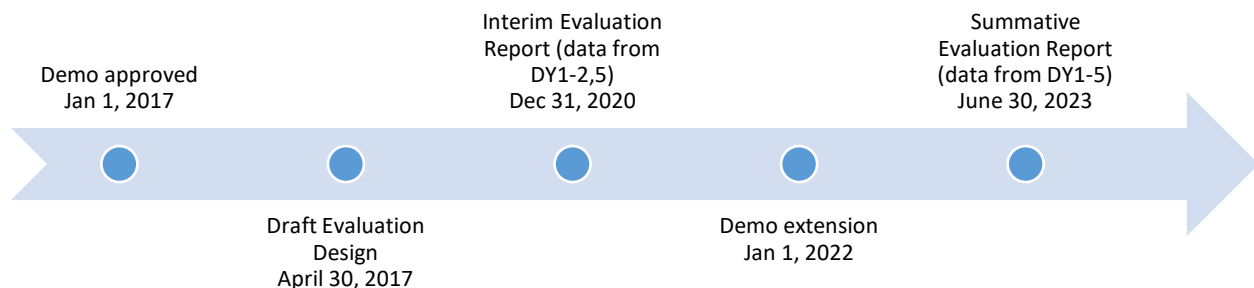 Demo approved
Jan 1, 2017
Draft Evaluation
Design
April 30, 2017
Interim Evaluation
Report (data from
DY1-2,5)
Dec 31, 2020
Demo extension
Jan 1, 2022
Summative
Evaluation Report
(data from DY1-5)
June 30, 2023